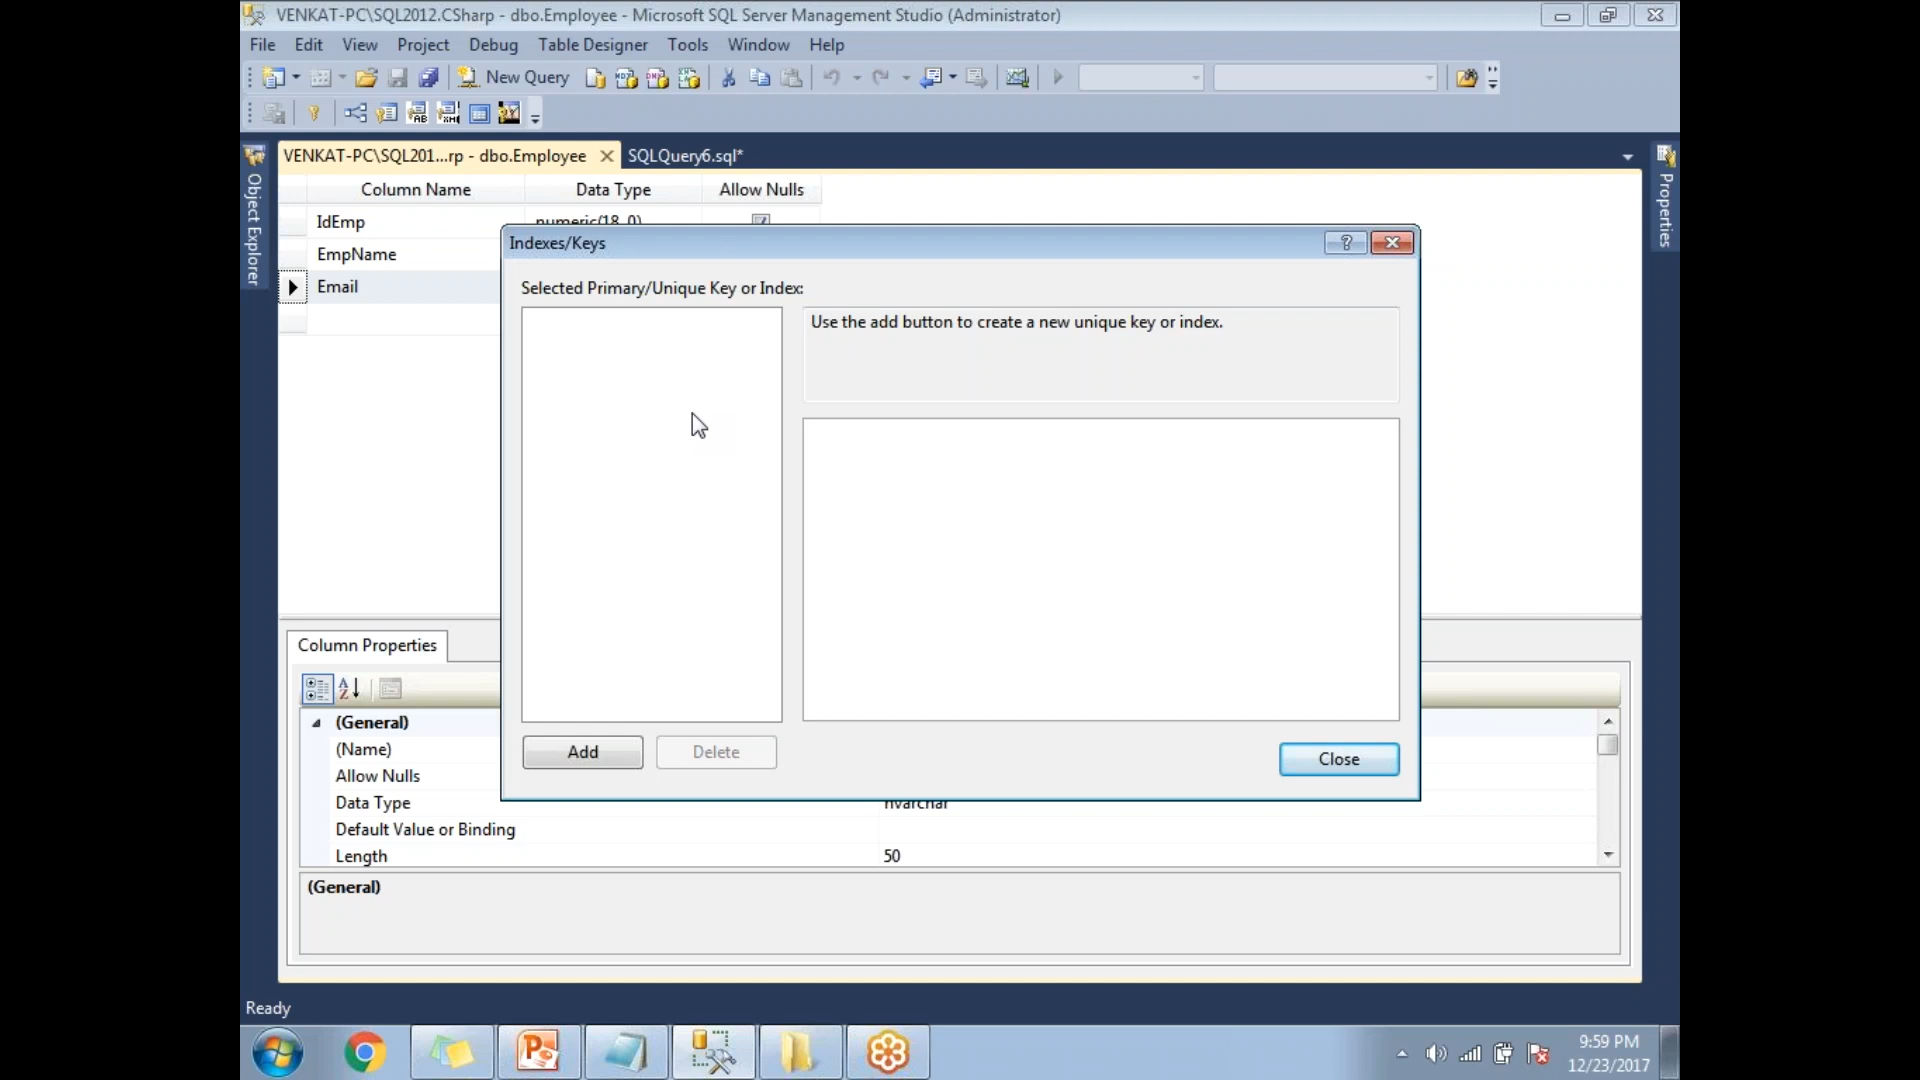 VENKAT-PC\SQL2012.CSharp - dbo.Employee - Microsoft SQL Server Management Studio (Administrator)
File Edit View Project Debug Table Designer Tools Window Help
New Query
VENKAT-PC\SQL201...rp - dbo.Employee SQLQuery6.sql*
Object Explorer
Properties
Column Name Data Type Allow Nulls
IdEmp numeric(18, 0)
EmpName
Email
Indexes/Keys
Selected Primary/Unique Key or Index:
Use the add button to create a new unique key or index.
Add Delete Close
Column Properties
(General)
(Name)
Allow Nulls
Data Type nvarchar
Default Value or Binding
Length 50
(General)
Ready
9:59 PM
12/23/2017